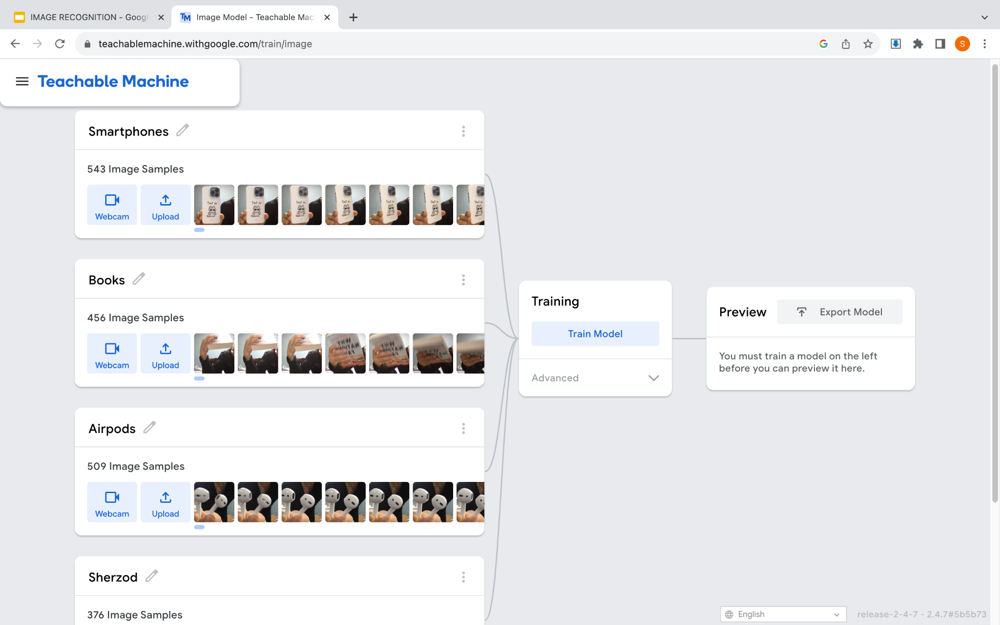 IMAGE RECOGNITION - Googl
Image Model - Teachable Mac
teachablemachine.withgoogle.com/train/image
S
Teachable Machine
Smartphones
543 Image Samples
Webcam
Upload
Books
456 Image Samples
Webcam
Upload
Airpods
509 Image Samples
Webcam
Upload
Sherzod
376 Image Samples
Training
Train Model
Advanced
Preview
Export Model
You must train a model on the left
before you can preview it here.
English
release-2-4-7 - 2.4.7#5b5b73